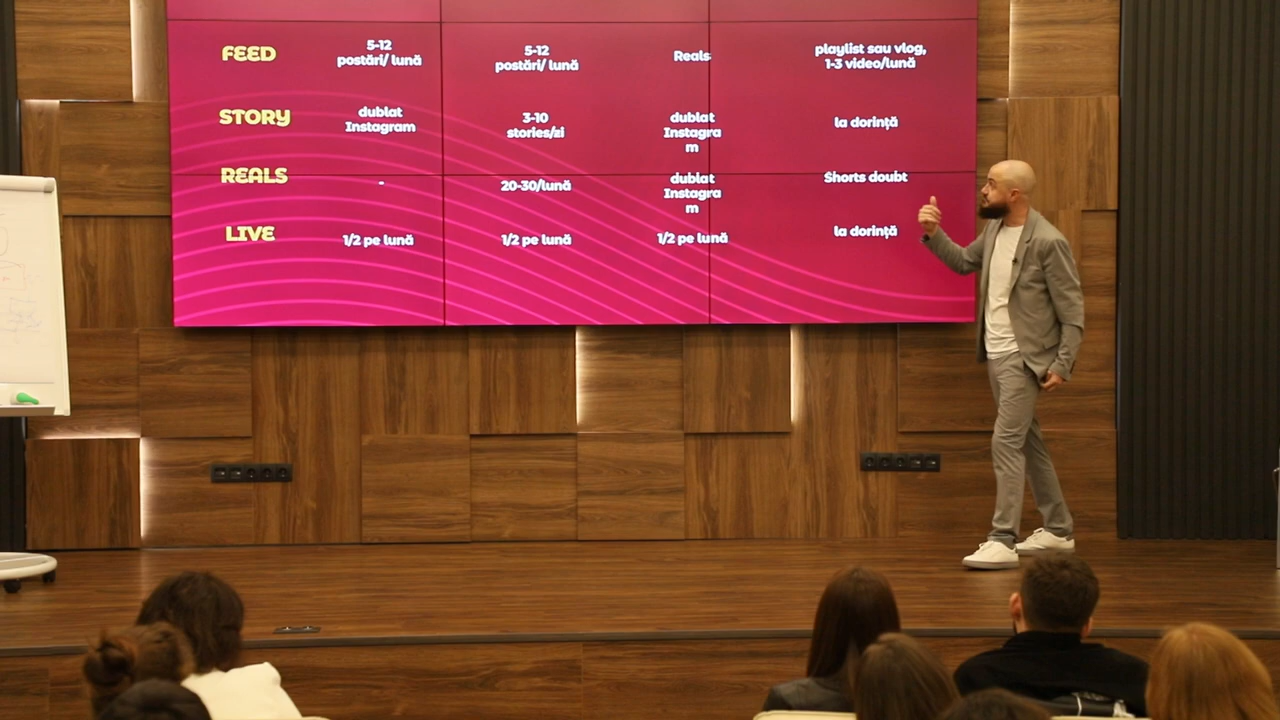 FEED
5-12
postări/ lună
5-12
postări/ lună
Reals
playlist sau vlog,
1-3 video/lună
STORY
dublat
Instagram
3-10
stories/zi
dublat
Instagra
m
la dorință
REALS
-
20-30/lună
dublat
Instagra
m
Shorts doubt
LIVE
1/2 pe lună
1/2 pe lună
1/2 pe lună
la dorință